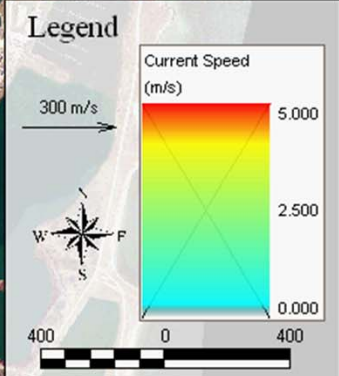 Legend
Current Speed
(m/s)
300 m/s
5.000
2.500
0.000
N
W E
S
400 0 400